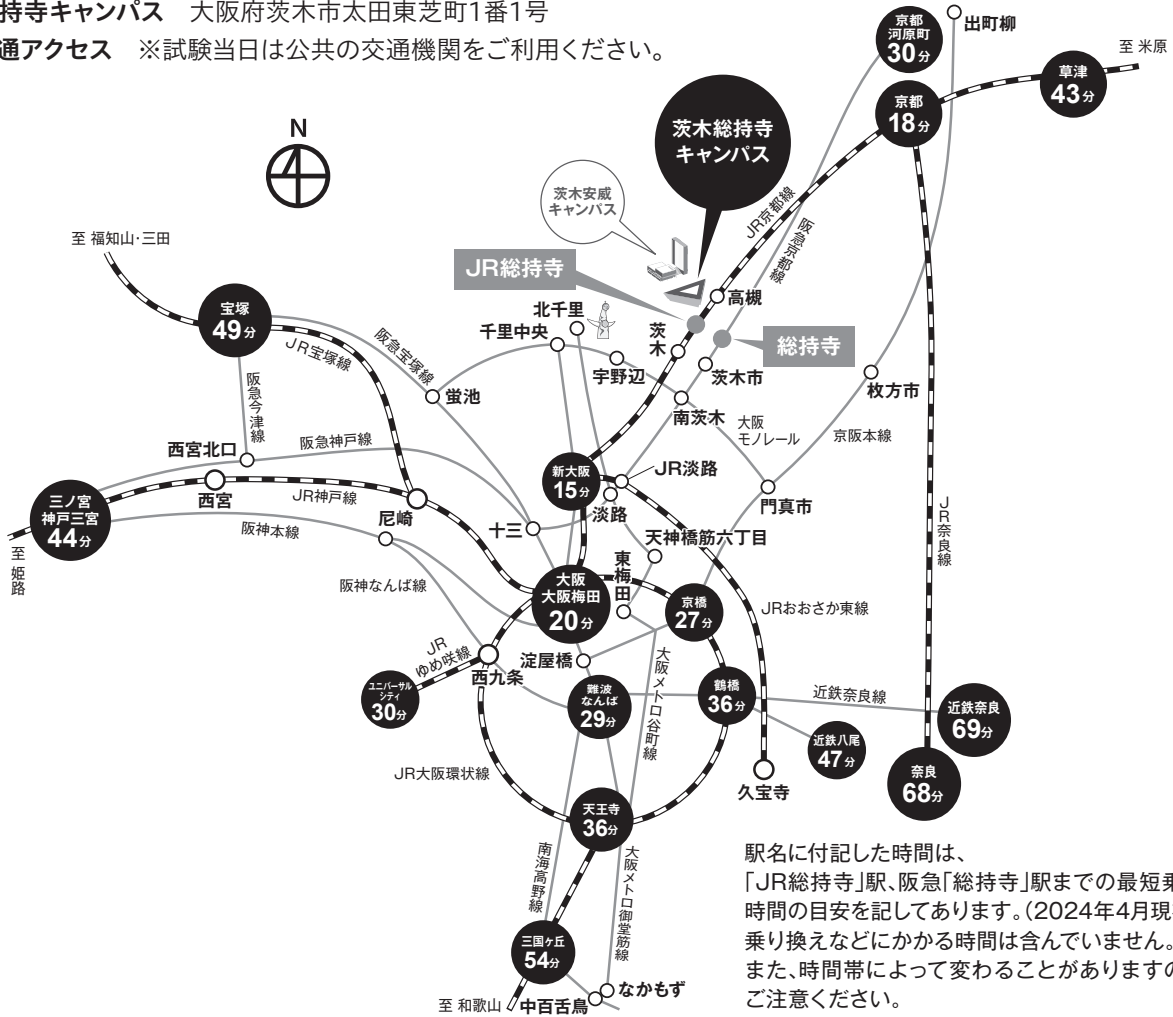 持寺キャンパス 大阪府茨木市太田東芝町1番1号
通アクセス ※試験当日は公共の交通機関をご利用ください。
京都
河原町
30分
出町柳
至 米原
草津
43分
京都
18分
N
茨木総持寺
キャンパス
茨木安威
キャンパス
JR京都線
阪急京都線
至 福知山・三田
JR総持寺
高槻
宝塚
49分
北千里
千里中央
茨木
総持寺
JR宝塚線
阪急宝塚線
宇野辺
茨木市
枚方市
阪急今津線
蛍池
南茨木
大阪
モノレール
京阪本線
西宮北口
阪急神戸線
新大阪
15分
JR淡路
三ノ宮
神戸三宮
44分
西宮
JR神戸線
尼崎
淡路
門真市
JR奈良線
阪神本線
十三
天神橋筋六丁目
至 姫路
阪神なんば線
大阪
大阪梅田
20分
東梅田
京橋
27分
JRおおさか東線
JR
ゆめ咲線
西九条
淀屋橋
大阪メトロ谷町線
ユニバーサル
シティ
30分
難波
なんば
29分
鶴橋
36分
近鉄奈良線
近鉄奈良
69分
近鉄八尾
47分
JR大阪環状線
久宝寺
奈良
68分
天王寺
36分
南海高野線
大阪メトロ御堂筋線
三国ヶ丘
54分
至 和歌山
中百舌鳥
なかもず
駅名に付記した時間は、
「JR総持寺」駅、阪急「総持寺」駅までの最短乗
時間の目安を記してあります。(2024年4月現
乗り換えなどにかかる時間は含んでいません。
また、時間帯によって変わることがありますの
ご注意ください。